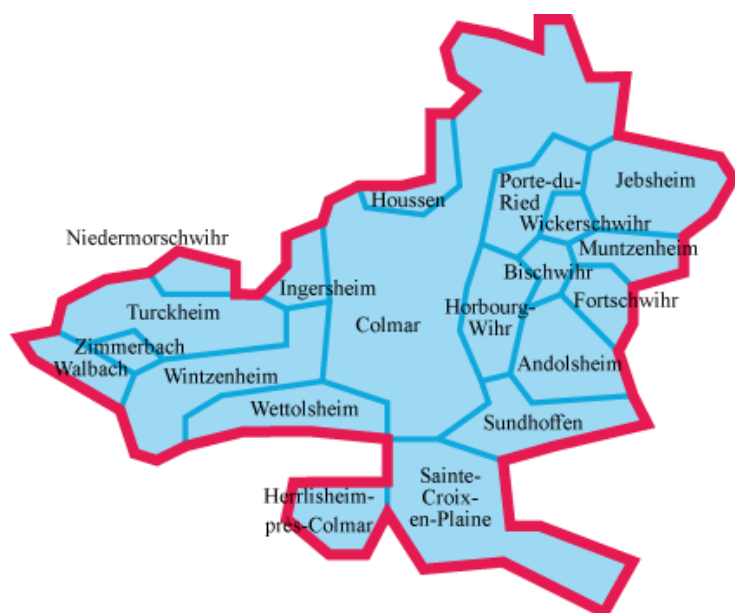 Porte-du-
Ried
Jebsheim
Houssen
Wickerschwihr
Niedermorschwihr
Muntzenheim
Bischwihr
Ingersheim
Fortschwihr
Turckheim
Horbourg-
Wihr
Colmar
Zimmerbach
Walbach
Andolsheim
Wintzenheim
Wettolsheim
Sundhoffen
Sainte-
Croix-
en-Plaine
Herrlisheim-
près-Colmar